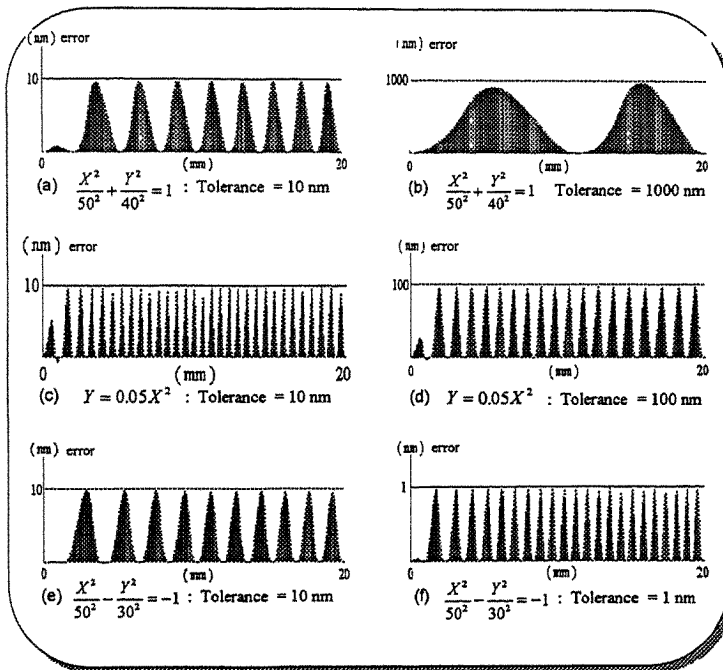 (nm) error
10
0 (mm) 20
(a) X²/50² + Y²/40² = 1 : Tolerance = 10 nm
(nm) error
1000
0 (mm) 20
(b) X²/50² + Y²/40² = 1 Tolerance = 1000 nm
(nm) error
10
0 (mm) 20
(c) Y = 0.05X² : Tolerance = 10 nm
(nm) error
100
0 (mm) 20
(d) Y = 0.05X² : Tolerance = 100 nm
(nm) error
10
0 (mm) 20
(e) X²/50² − Y²/30² = −1 : Tolerance = 10 nm
(nm) error
1
0 (mm) 20
(f) X²/50² − Y²/30² = −1 : Tolerance = 1 nm